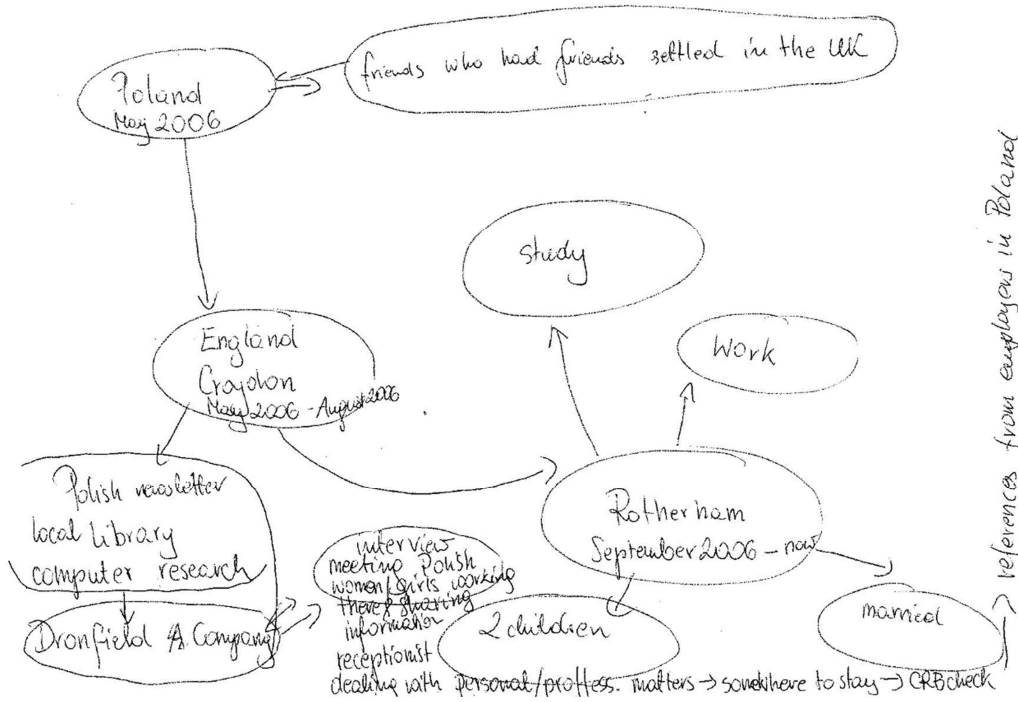 friends who had friends settled in the UK
Poland
May 2006
study
England
Croydon
May 2006 - August 2006
Work
Polish newsletter
local library
computer research
Rotherham
September 2006 - now
interview
meeting Polish
women/girls working
there & sharing
information
receptionist
dealing with personal/proffess. matters → somewhere to stay → CRB check
Dronfield A Company
2 children
married
references from employers in Poland